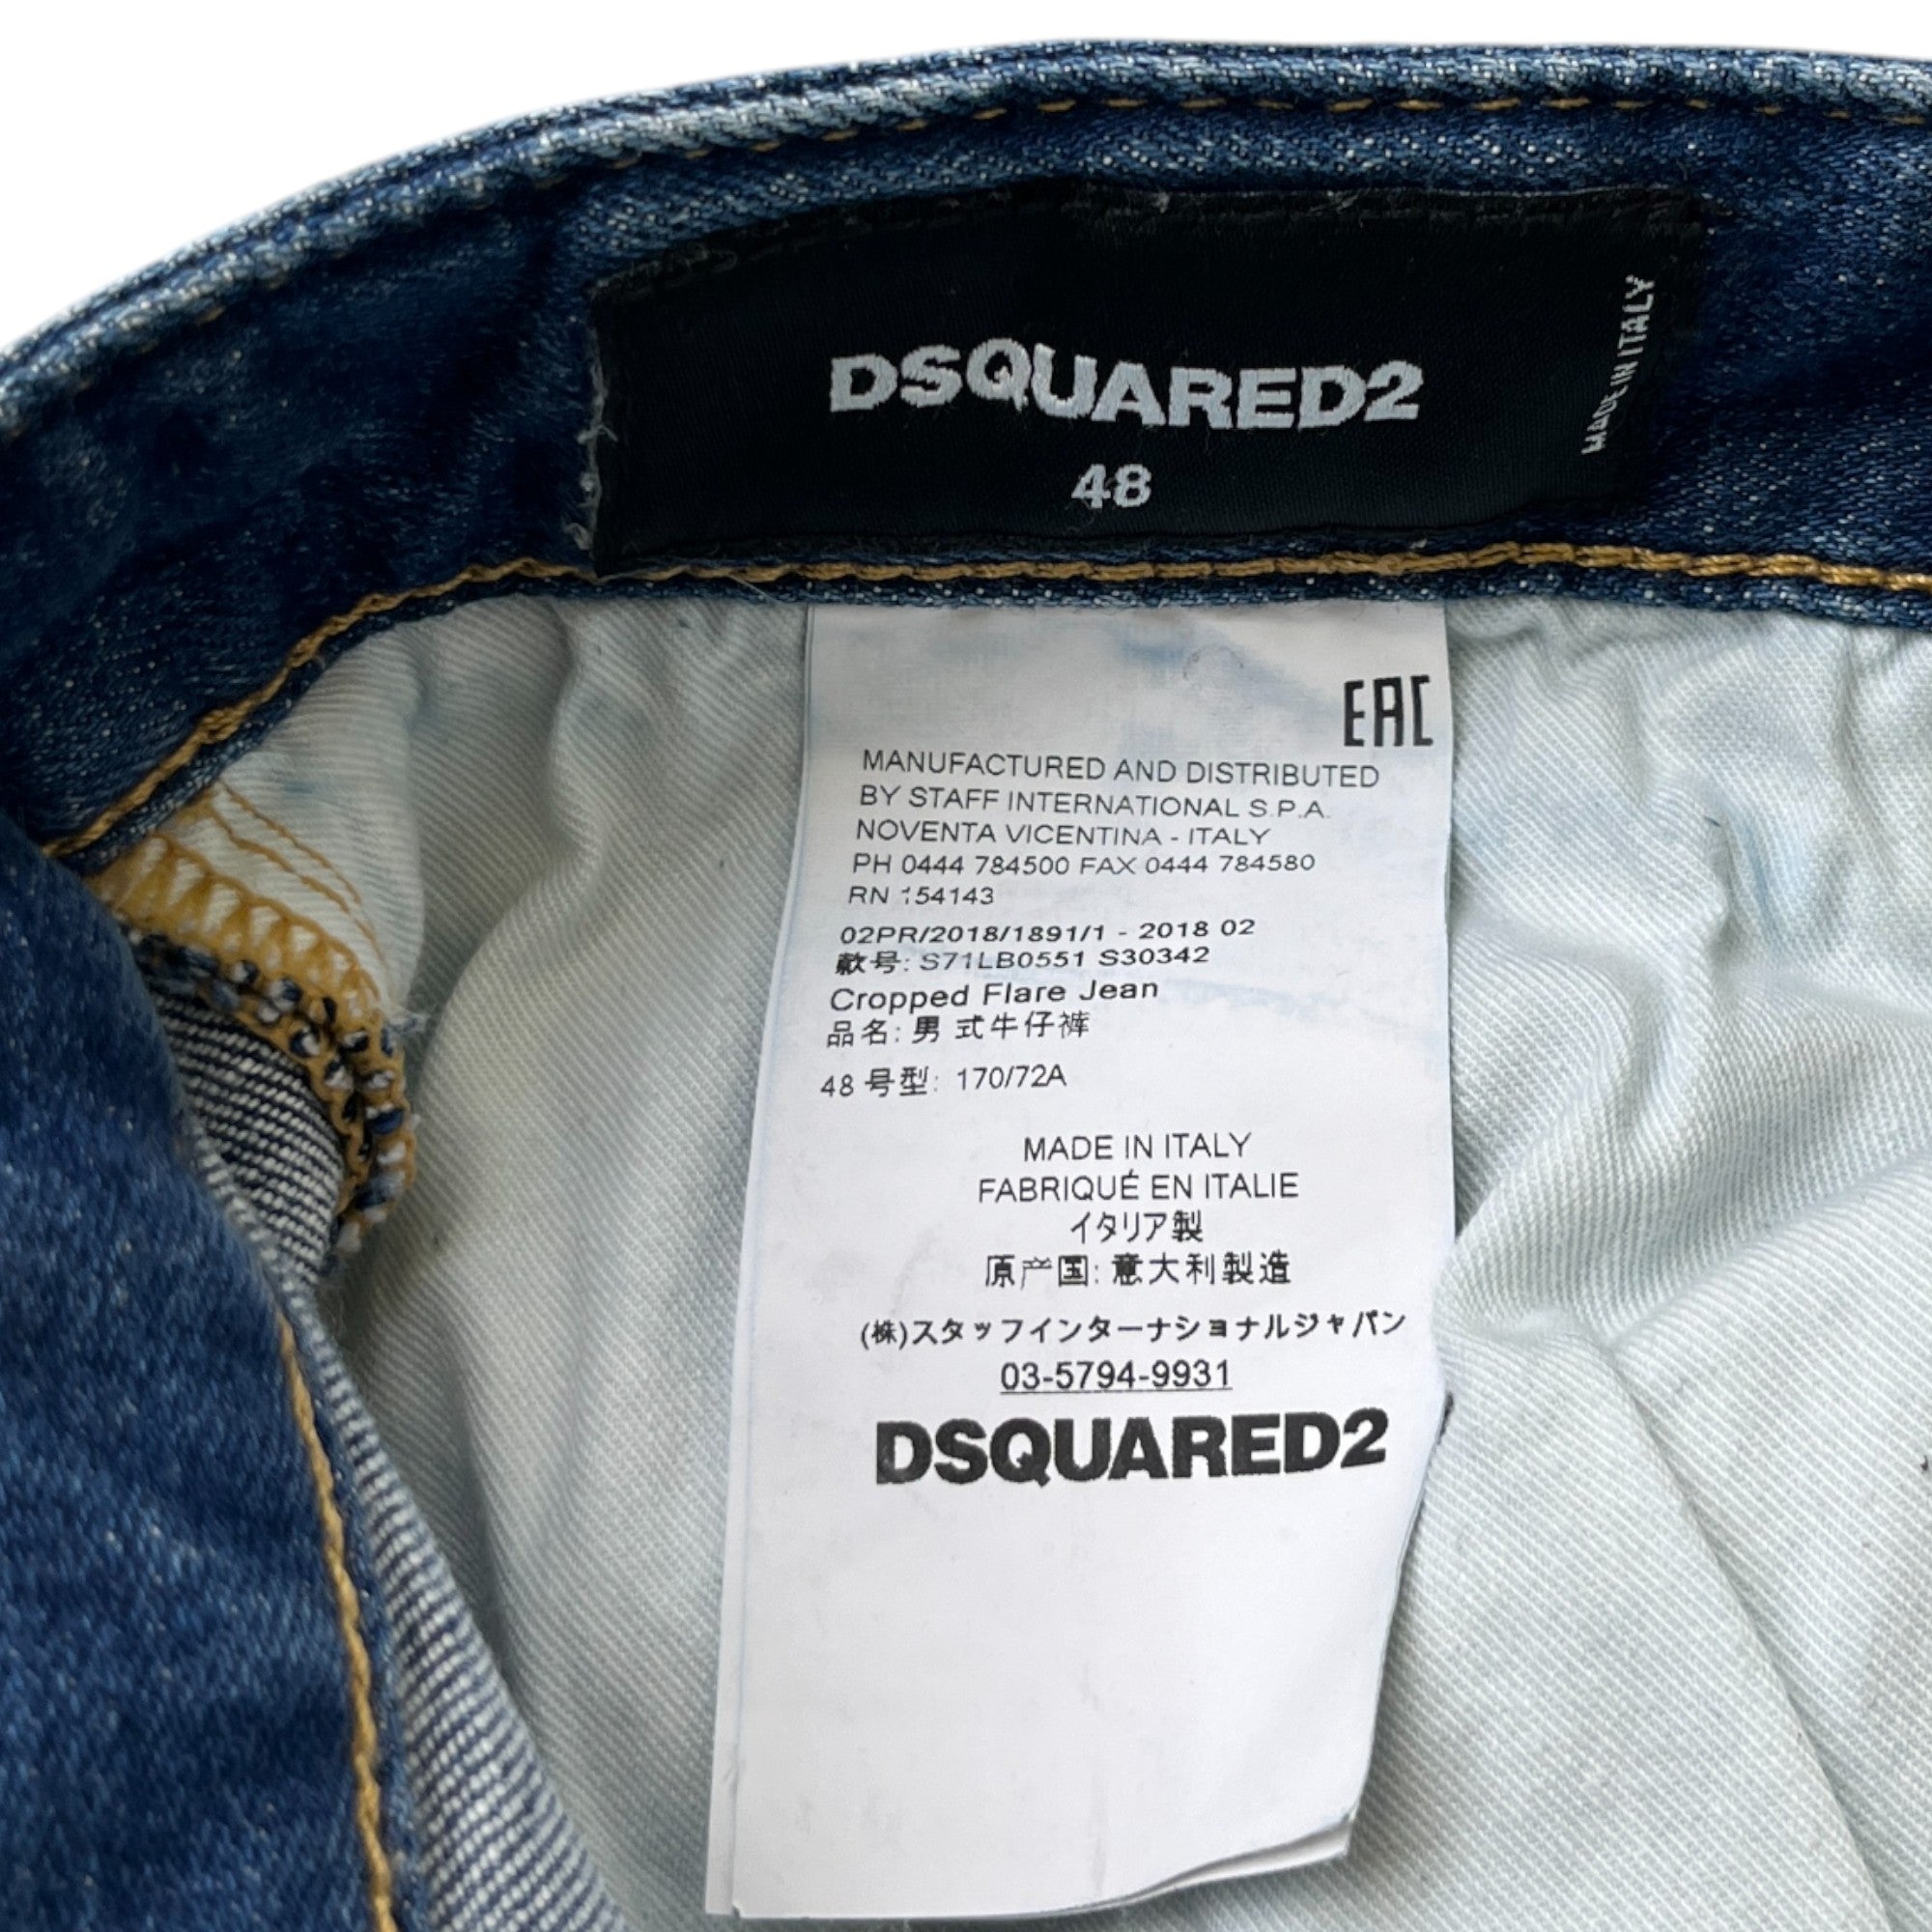 DSQUARED2
48
MADE IN ITALY
EAC
MANUFACTURED AND DISTRIBUTED
BY STAFF INTERNATIONAL S.P.A.
NOVENTA VICENTINA - ITALY
PH 0444 784500 FAX 0444 784580
RN 154143
02PR/2018/1891/1 - 2018 02
款号: S71LB0551 S30342
Cropped Flare Jean
品名: 男式牛仔裤
48 号型: 170/72A
MADE IN ITALY
FABRIQUÉ EN ITALIE
イタリア製
原产国: 意大利製造
(株)スタッフインターナショナルジャパン
03-5794-9931
DSQUARED2